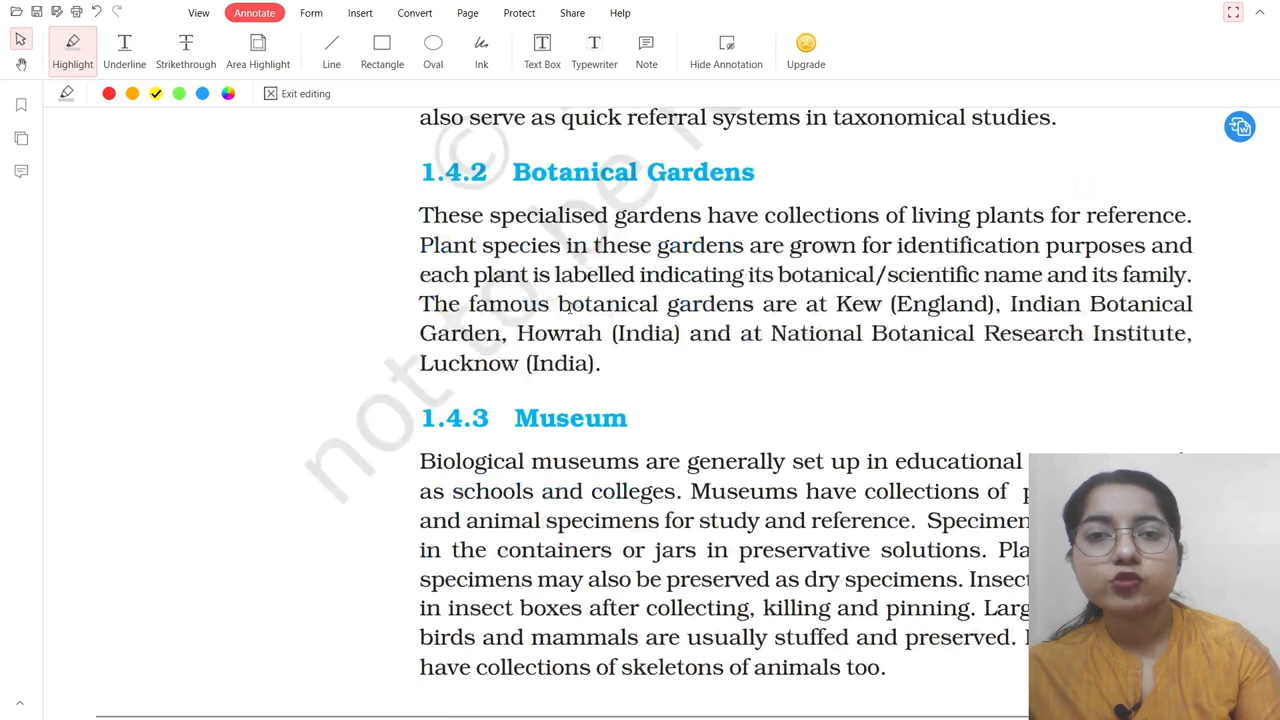 View Annotate Form Insert Convert Page Protect Share Help
Highlight Underline Strikethrough Area Highlight Line Rectangle Oval Ink Text Box Typewriter Note Hide Annotation Upgrade
Exit editing
also serve as quick referral systems in taxonomical studies.
1.4.2 Botanical Gardens
These specialised gardens have collections of living plants for reference.
Plant species in these gardens are grown for identification purposes and
each plant is labelled indicating its botanical/scientific name and its family.
The famous botanical gardens are at Kew (England), Indian Botanical
Garden, Howrah (India) and at National Botanical Research Institute,
Lucknow (India).
1.4.3 Museum
Biological museums are generally set up in educational
as schools and colleges. Museums have collections of
and animal specimens for study and reference. Specimen
in the containers or jars in preservative solutions.
specimens may also be preserved as dry specimens. Insect
in insect boxes after collecting, killing and pinning.
birds and mammals are usually stuffed and preserved.
have collections of skeletons of animals too.
© not to be